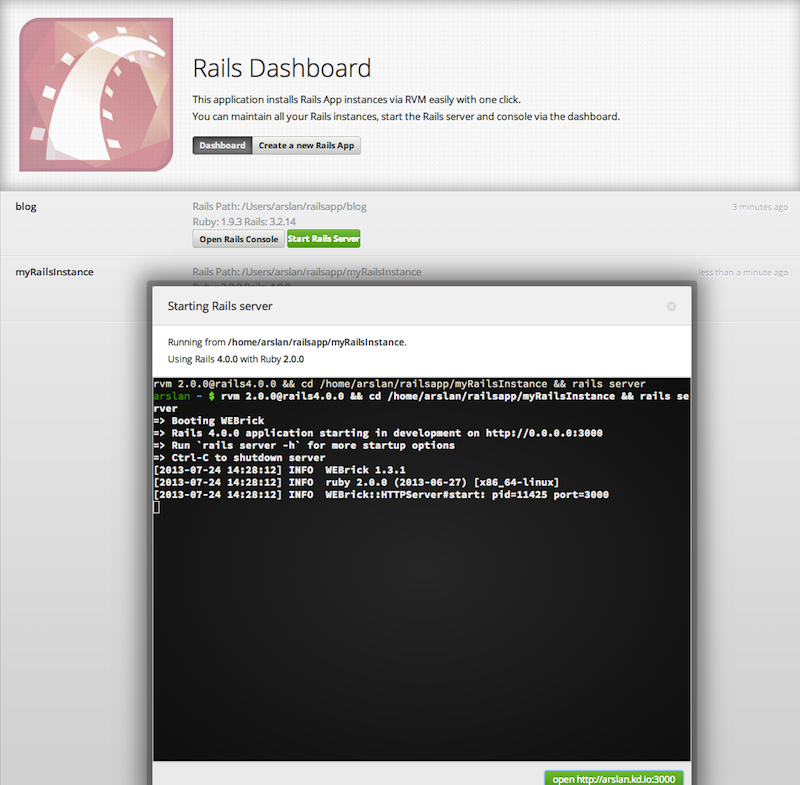 Rails Dashboard
This application installs Rails App instances via RVM easily with one click.
You can maintain all your Rails instances, start the Rails server and console via the dashboard.
Dashboard Create a new Rails App
blog Rails Path: /Users/arslan/railsapp/blog 3 minutes ago
Ruby: 1.9.3 Rails: 3.2.14
Open Rails Console Start Rails Server
myRailsInstance Rails Path: /Users/arslan/railsapp/myRailsInstance less than a minute ago
Starting Rails server
Running from /home/arslan/railsapp/myRailsInstance.
Using Rails 4.0.0 with Ruby 2.0.0
rvm 2.0.0@rails4.0.0 && cd /home/arslan/railsapp/myRailsInstance && rails server
arslan ~ $ rvm 2.0.0@rails4.0.0 && cd /home/arslan/railsapp/myRailsInstance && rails se
rver
=> Booting WEBrick
=> Rails 4.0.0 application starting in development on http://0.0.0.0:3000
=> Run `rails server -h` for more startup options
=> Ctrl-C to shutdown server
[2013-07-24 14:28:12] INFO  WEBrick 1.3.1
[2013-07-24 14:28:12] INFO  ruby 2.0.0 (2013-06-27) [x86_64-linux]
[2013-07-24 14:28:12] INFO  WEBrick::HTTPServer#start: pid=11425 port=3000
open http://arslan.kd.io:3000